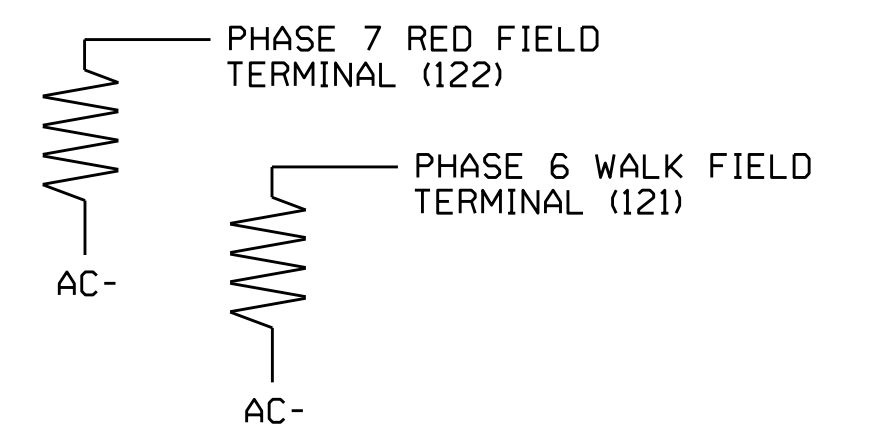 PHASE 7 RED FIELD
TERMINAL (122)
PHASE 6 WALK FIELD
TERMINAL (121)
AC-
AC-